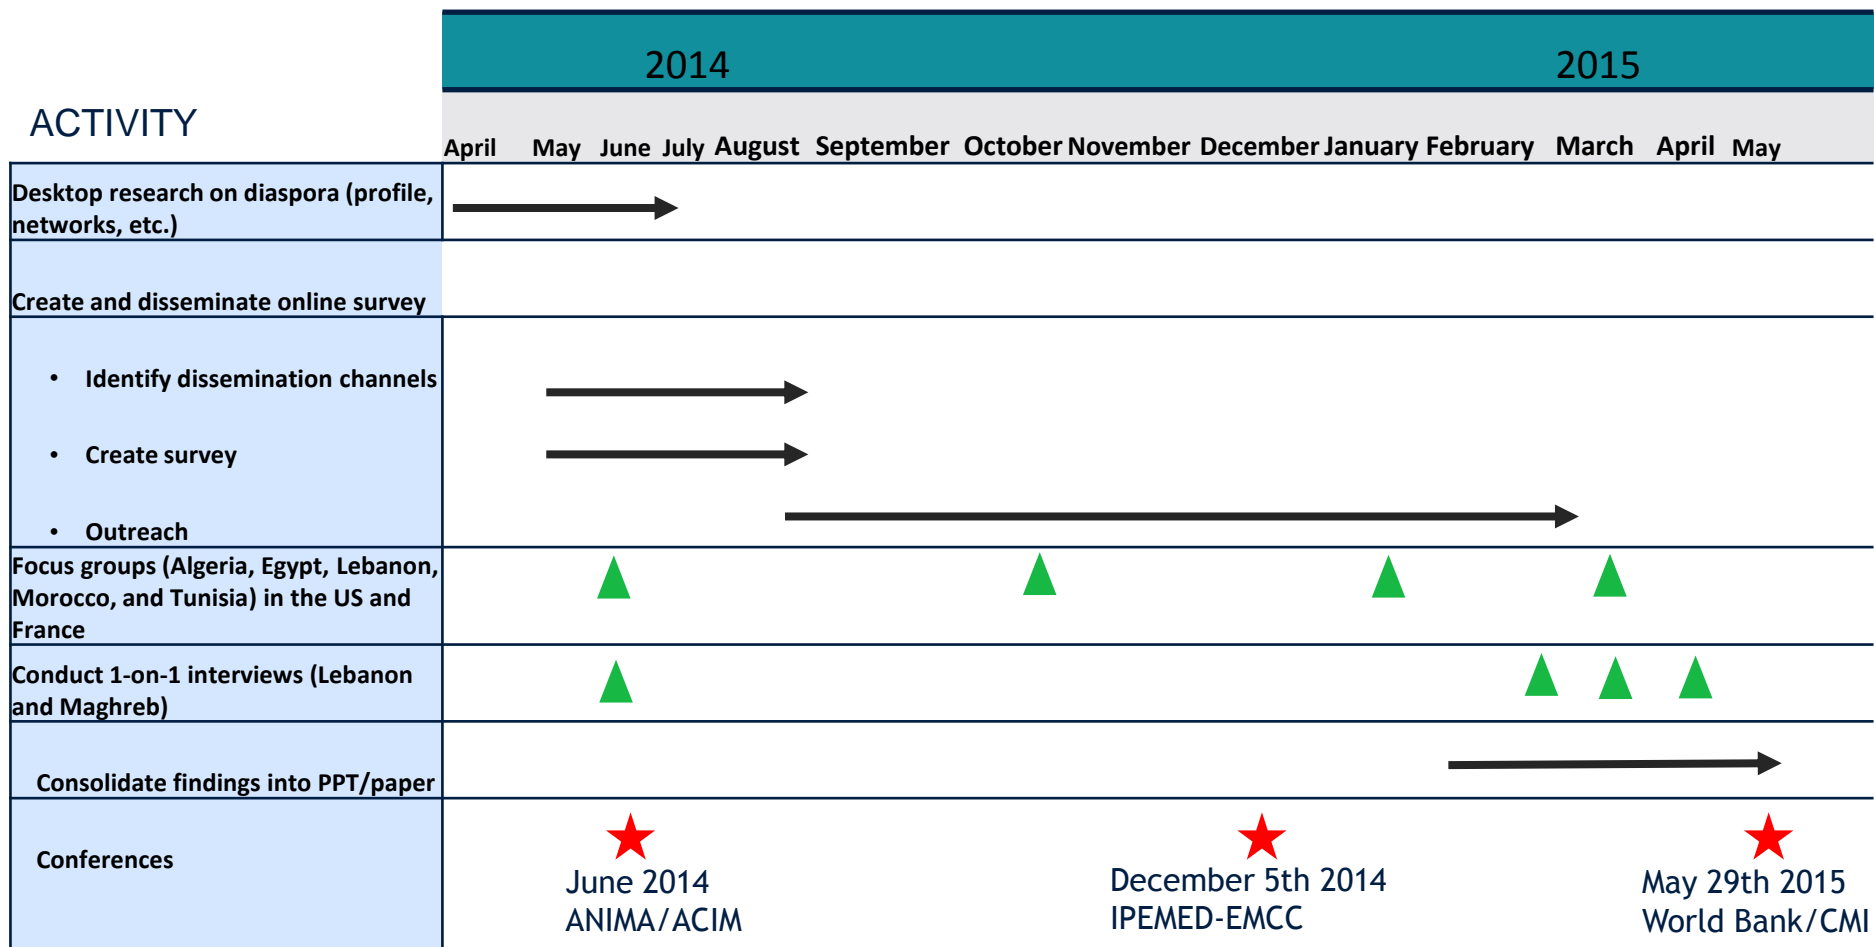 2014 2015
ACTIVITY
April May June July August September October November December January February March April May
Desktop research on diaspora (profile,
networks, etc.)
Create and disseminate online survey
• Identify dissemination channels
• Create survey
• Outreach
Focus groups (Algeria, Egypt, Lebanon,
Morocco, and Tunisia) in the US and
France
Conduct 1-on-1 interviews (Lebanon
and Maghreb)
Consolidate findings into PPT/paper
Conferences
June 2014
ANIMA/ACIM
December 5th 2014
IPEMED-EMCC
May 29th 2015
World Bank/CMI